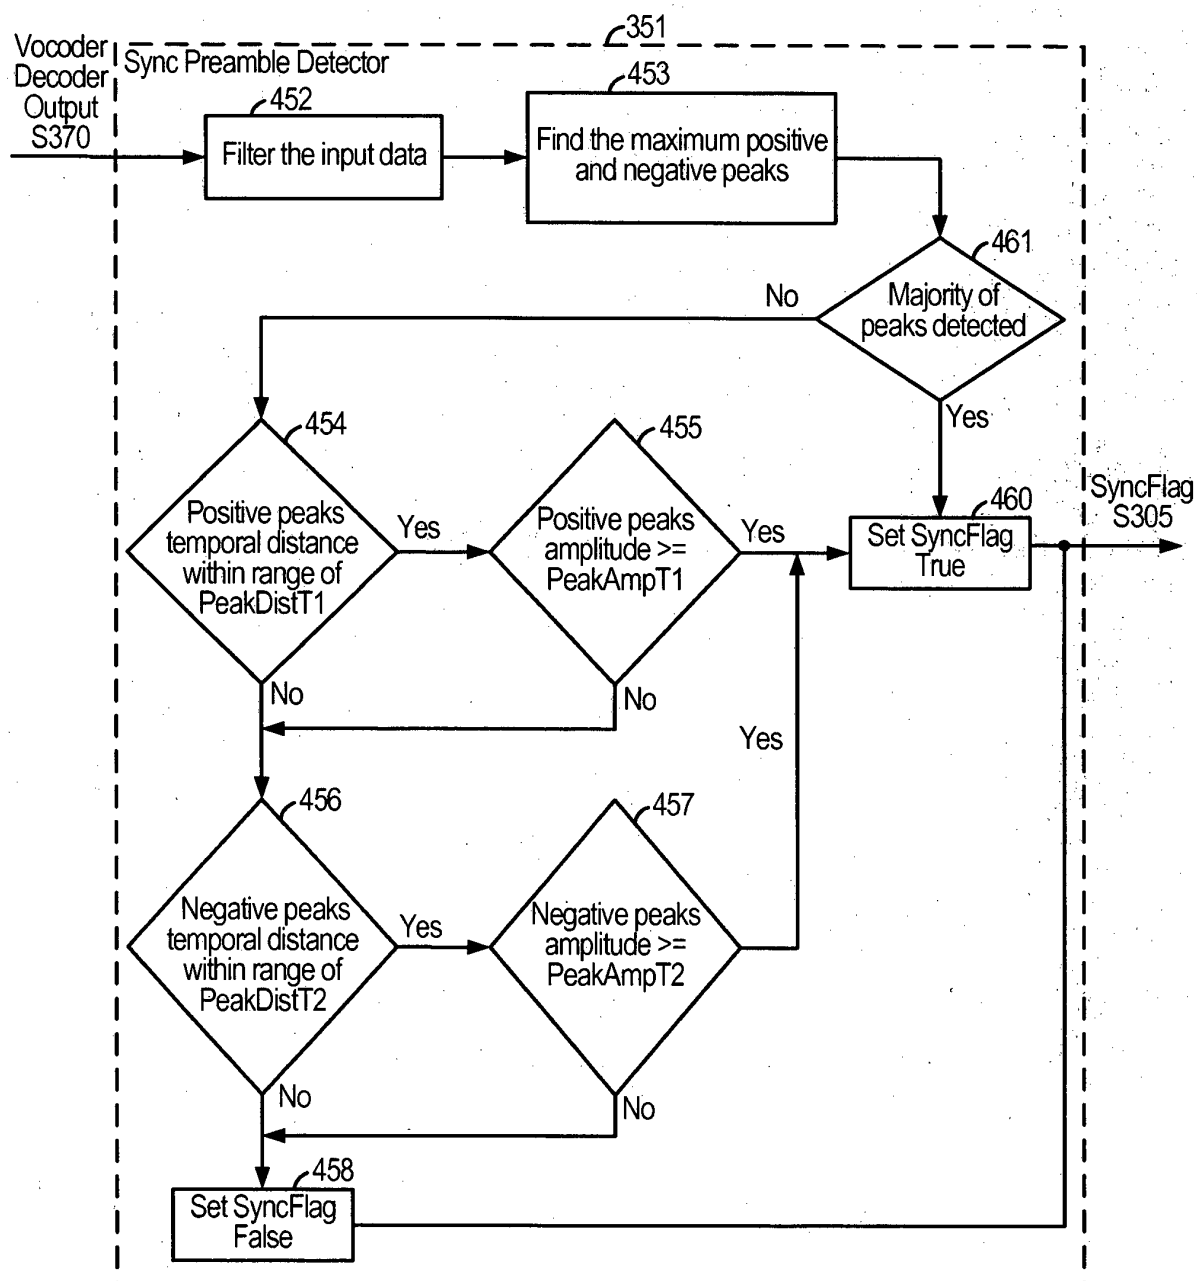 351
Vocoder
Decoder
Output
S370
Sync Preamble Detector
452
Filter the input data
453
Find the maximum positive
and negative peaks
461
Majority of
peaks detected
No
Yes
454
Positive peaks
temporal distance
within range of
PeakDistT1
Yes
No
455
Positive peaks
amplitude >=
PeakAmpT1
Yes
No
460
Set SyncFlag
True
SyncFlag
S305
456
Negative peaks
temporal distance
within range of
PeakDistT2
Yes
No
457
Negative peaks
amplitude >=
PeakAmpT2
Yes
No
458
Set SyncFlag
False